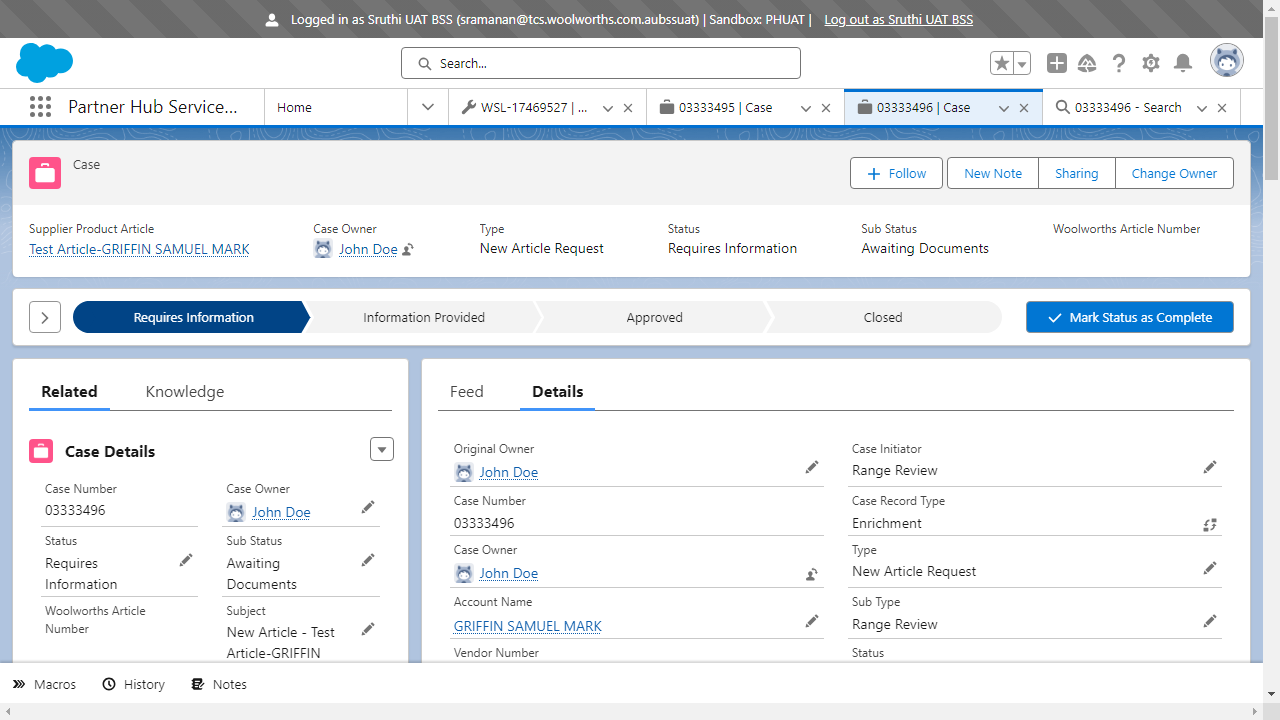 Logged in as Sruthi UAT BSS (sramanan@tcs.woolworths.com.aubssuat) | Sandbox: PHUAT | Log out as Sruthi UAT BSS
Search...
Partner Hub Service...
Home
WSL-17469527 | ...
03333495 | Case
03333496 | Case
03333496 - Search
Case
Follow
New Note
Sharing
Change Owner
Supplier Product Article
Test Article-GRIFFIN SAMUEL MARK
Case Owner
John Doe
Type
New Article Request
Status
Requires Information
Sub Status
Awaiting Documents
Woolworths Article Number
Requires Information
Information Provided
Approved
Closed
Mark Status as Complete
Related
Knowledge
Case Details
Case Number
03333496
Case Owner
John Doe
Status
Requires
Information
Sub Status
Awaiting
Documents
Woolworths Article
Number
Subject
New Article - Test
Article-GRIFFIN
Feed
Details
Original Owner
John Doe
Case Initiator
Range Review
Case Number
03333496
Case Record Type
Enrichment
Case Owner
John Doe
Type
New Article Request
Account Name
GRIFFIN SAMUEL MARK
Sub Type
Range Review
Vendor Number
Status
Macros
History
Notes